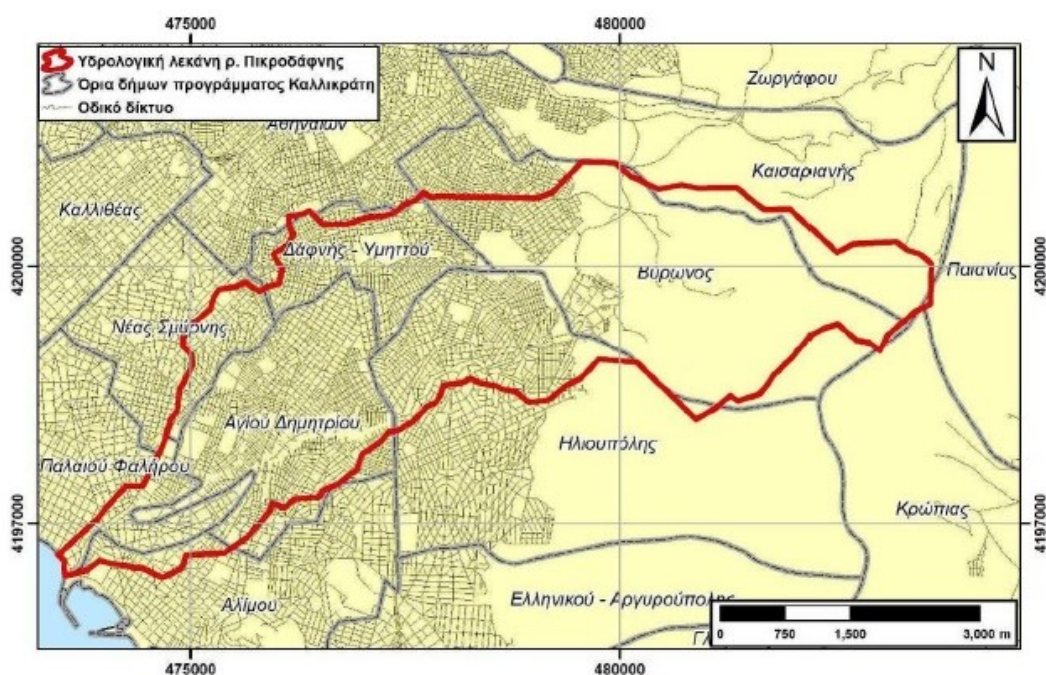 475000
480000
Υδρολογική λεκάνη ρ. Πικροδάφνης
Όρια δήμων προγράμματος Καλλικράτη
Οδικό δίκτυο
N
Ζωγράφου
Αθηναίων
Καισαριανής
Καλλιθέας
Δάφνης - Υμηττού
4200000
4200000
Βύρωνος
Παιανίας
Νέας Σμύρνης
Αγίου Δημητρίου
Ηλιουπόλης
Παλαιού Φαλήρου
Κρωπίας
4197000
4197000
Αλίμου
Ελληνικού - Αργυρούπολης
0 750 1,500 3,000 m
475000
480000